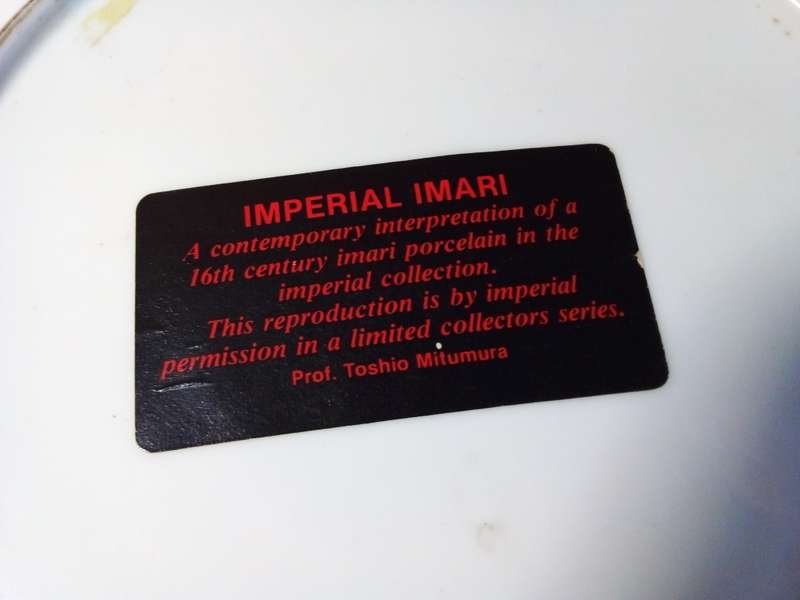 IMPERIAL IMARI
A contemporary interpretation of a
16th century imari porcelain in the
imperial collection.
This reproduction is by imperial
permission in a limited collectors series.
Prof. Toshio Mitumura